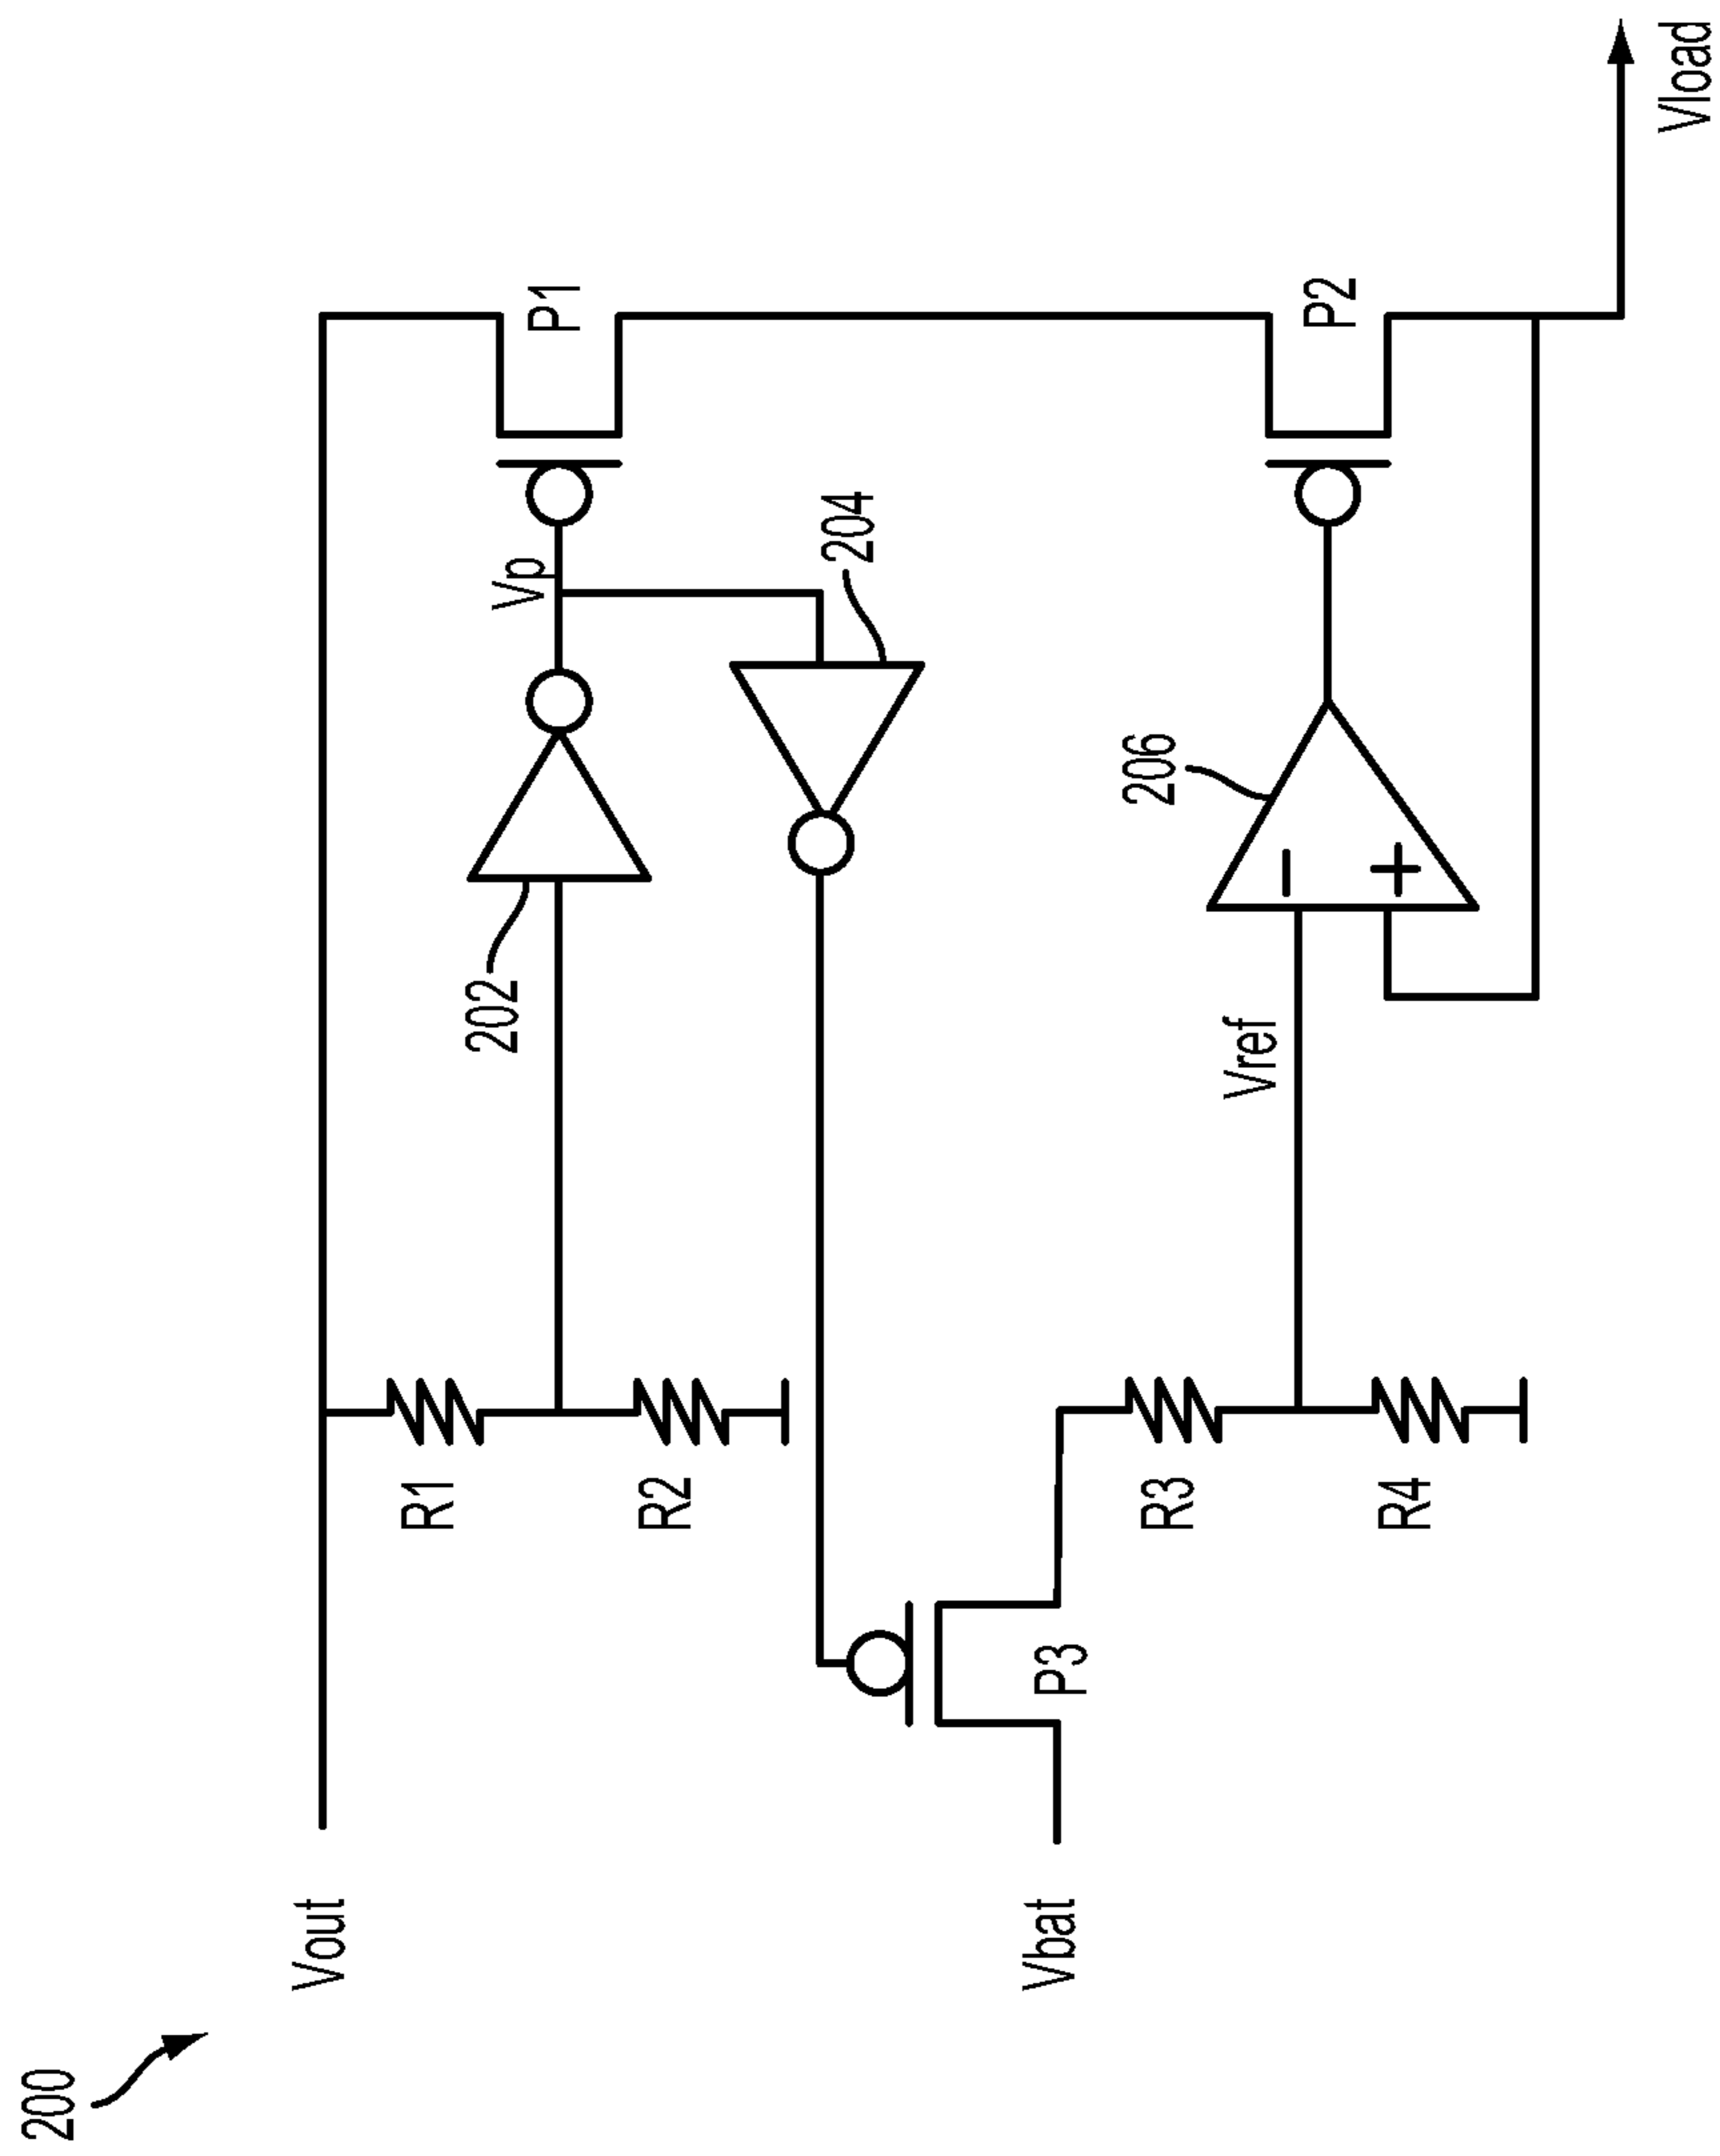 200
Vout
Vbat
R1
R2
P3
R3
R4
202
Vp
204
P1
Vref
206
−
+
P2
Vload